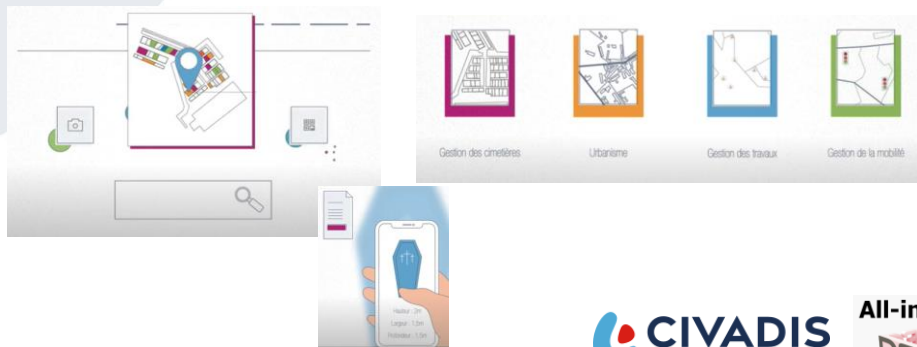 Gestion des cimetières
Urbanisme
Gestion des travaux
Gestion de la mobilité
Hauteur : 2m
Largeur : 1,5m
Profondeur : 1,5m
CIVADIS
All-in